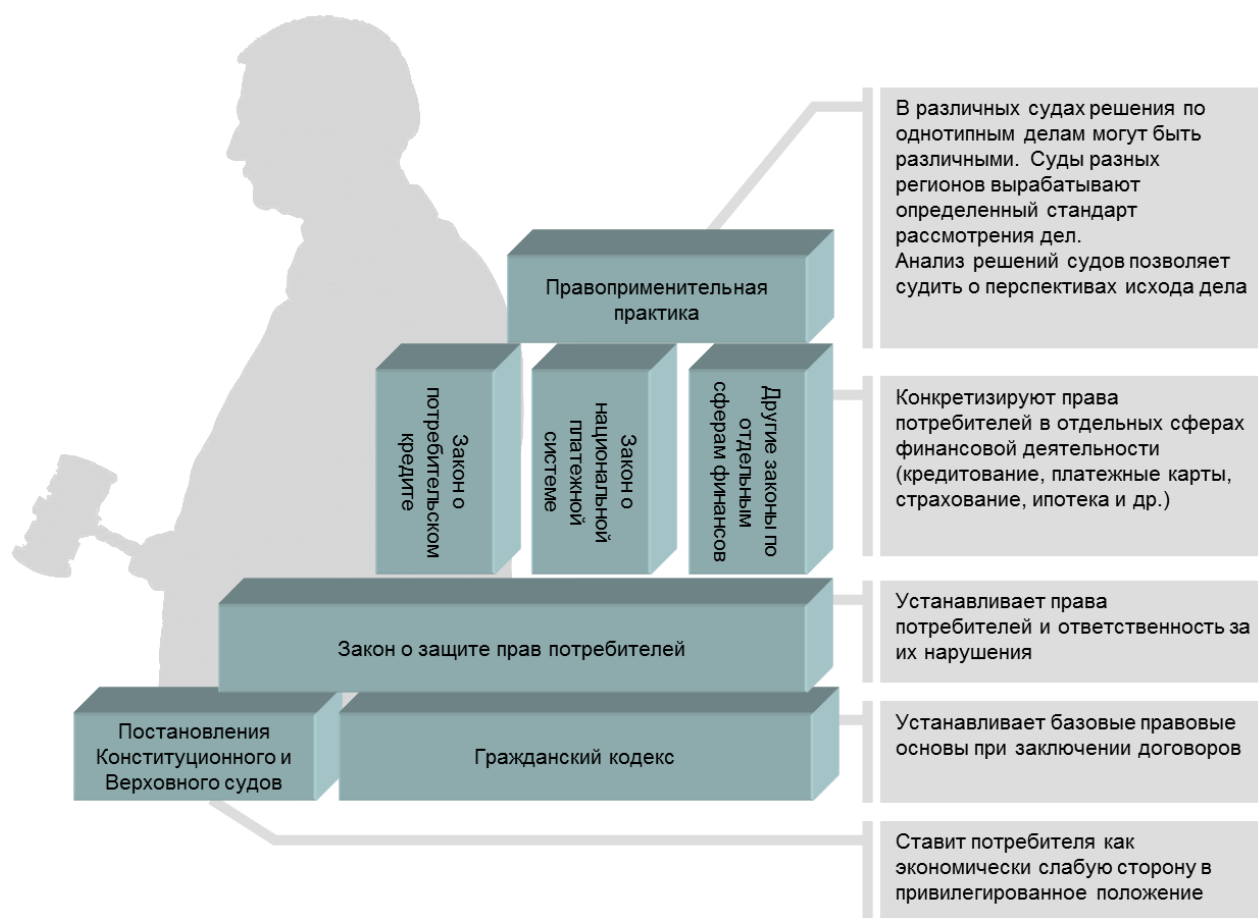 В различных судах решения по
однотипным делам могут быть
различными. Суды разных
регионов вырабатывают
определенный стандарт
рассмотрения дел.
Анализ решений судов позволяет
судить о перспективах исхода дела
Правоприменительная
практика
Закон о
потребительском
кредите
Закон о
национальной
платежной
системе
Другие законы по
отдельным
сферам финансов
Конкретизируют права
потребителей в отдельных сферах
финансовой деятельности
(кредитование, платежные карты,
страхование, ипотека и др.)
Закон о защите прав потребителей
Устанавливает права
потребителей и ответственность за
их нарушения
Постановления
Конституционного и
Верховного судов
Гражданский кодекс
Устанавливает базовые правовые
основы при заключении договоров
Ставит потребителя как
экономически слабую сторону в
привилегированное положение